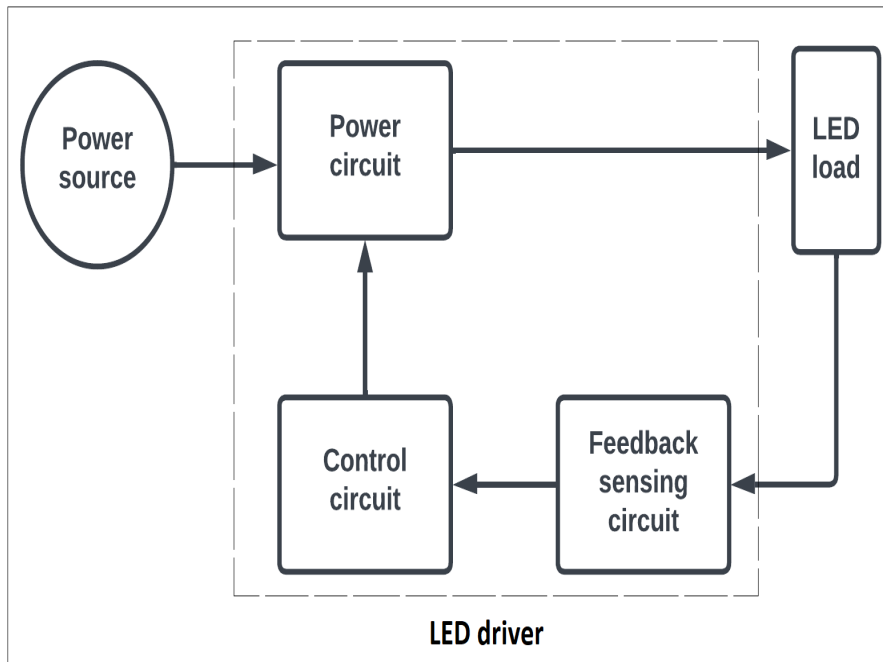 Power
source
Power
circuit
LED
load
Control
circuit
Feedback
sensing
circuit
LED driver